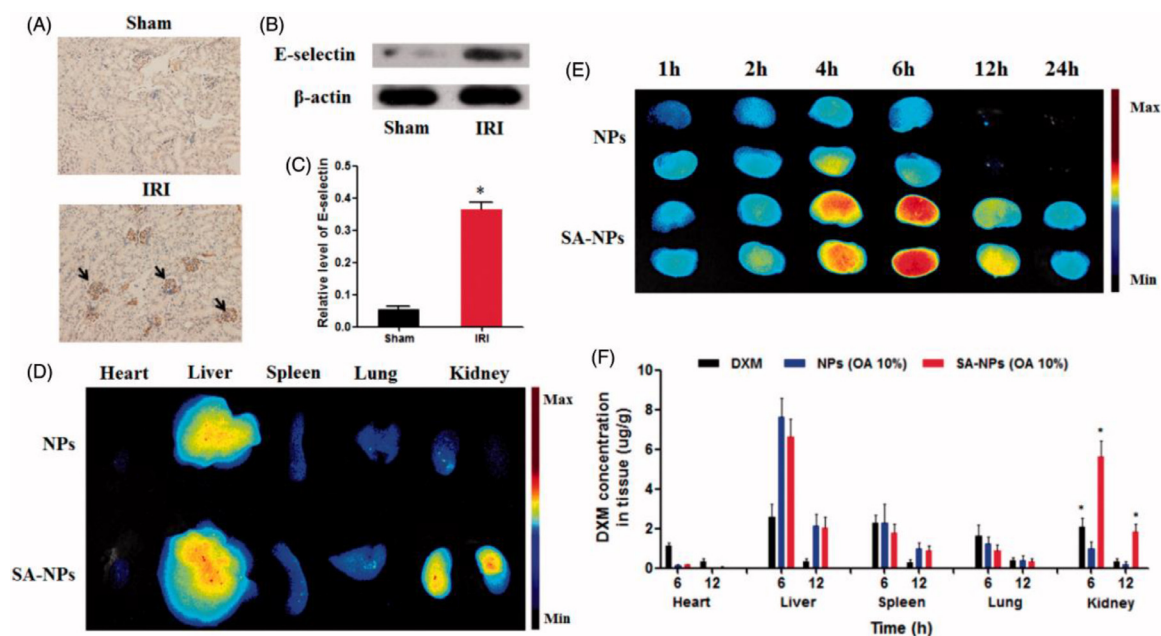 (A)
Sham
IRI
(B)
E-selectin
β-actin
Sham IRI
(C)
Relative level of E-selectin
0.5
0.4
0.3
0.2
0.1
0.0
*
Sham IRI
(D)
Heart Liver Spleen Lung Kidney
NPs
SA-NPs
Max
Min
(E)
1h 2h 4h 6h 12h 24h
NPs
SA-NPs
Max
Min
(F)
DXM NPs (OA 10%) SA-NPs (OA 10%)
DXM concentration
in tissue (ug/g)
10
8
6
4
2
0
* * *
6 12 6 12 6 12 6 12 6 12
Heart Liver Spleen Lung Kidney
Time (h)